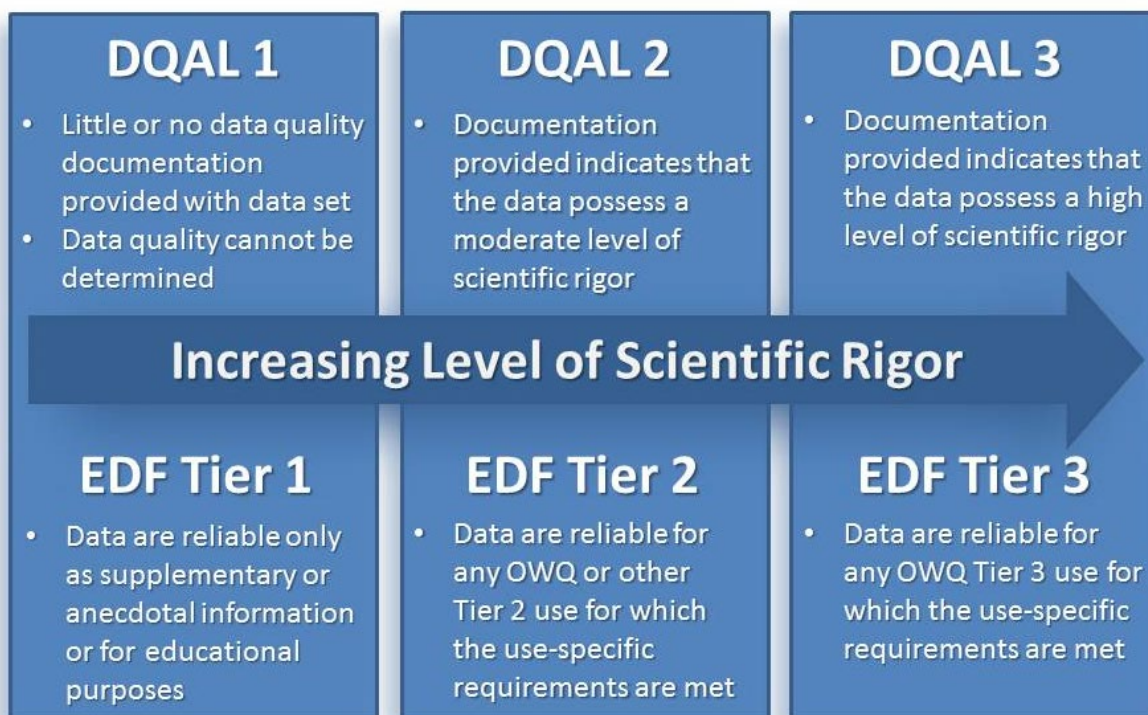 DQAL 1
• Little or no data quality
documentation
provided with data set
• Data quality cannot be
determined
DQAL 2
• Documentation
provided indicates that
the data possess a
moderate level of
scientific rigor
DQAL 3
• Documentation
provided indicates that
the data possess a high
level of scientific rigor
Increasing Level of Scientific Rigor
EDF Tier 1
• Data are reliable only
as supplementary or
anecdotal information
or for educational
purposes
EDF Tier 2
• Data are reliable for
any OWQ or other
Tier 2 use for which
the use-specific
requirements are met
EDF Tier 3
• Data are reliable for
any OWQ Tier 3 use for
which the use-specific
requirements are met